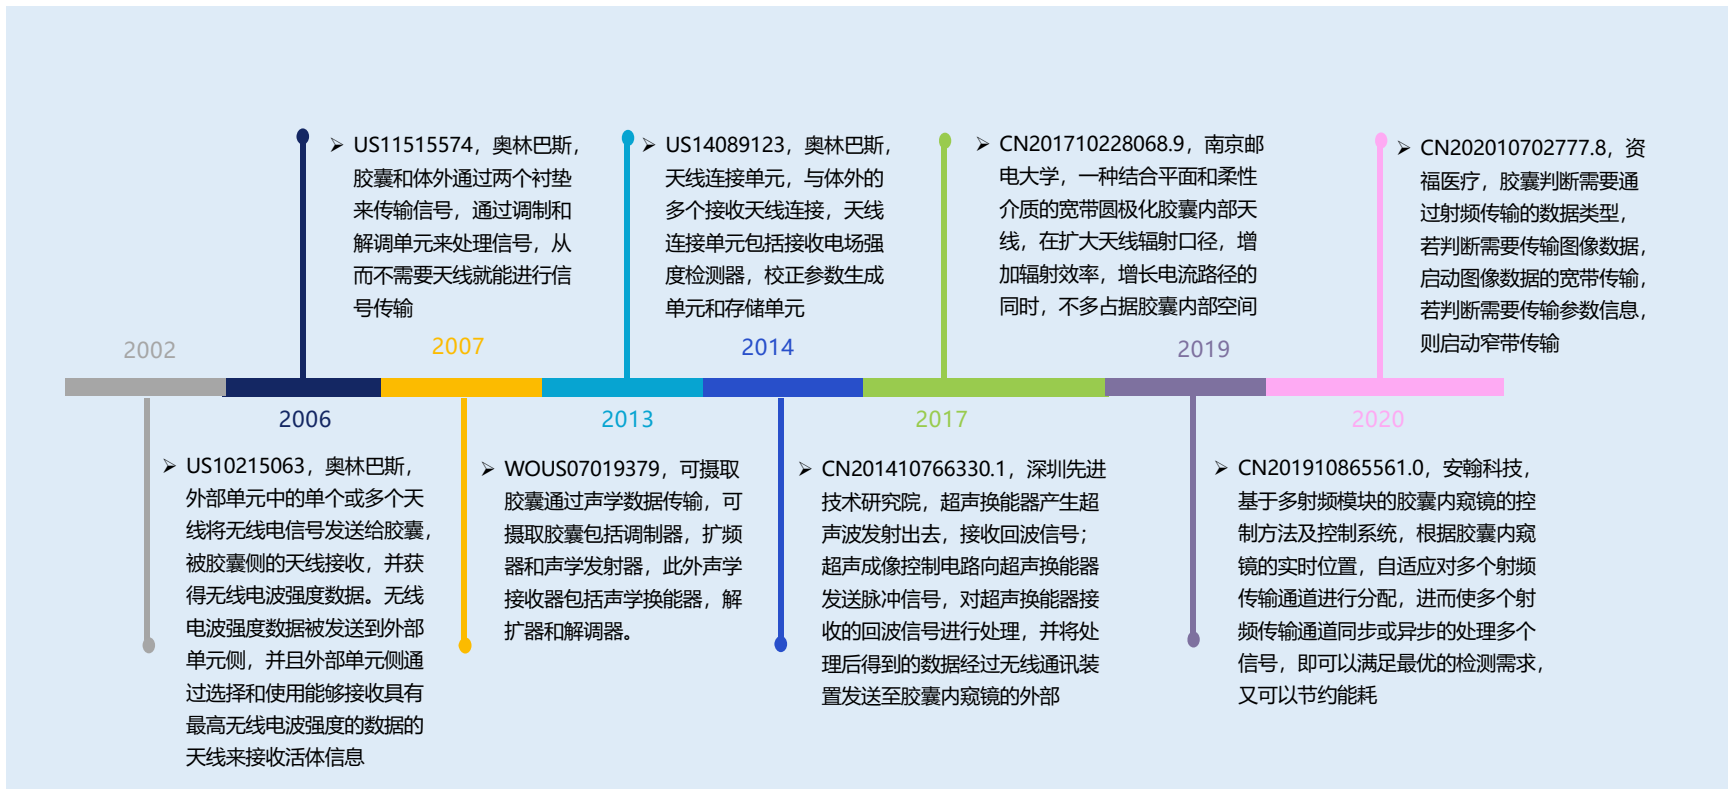 US11515574，奥林巴斯，
胶囊和体外通过两个衬垫
来传输信号，通过调制和
解调单元来处理信号，从
而不需要天线就能进行信
号传输
US14089123，奥林巴斯，
天线连接单元，与体外的
多个接收天线连接，天线
连接单元包括接收电场强
度检测器，校正参数生成
单元和存储单元
CN201710228068.9，南京邮
电大学，一种结合平面和柔性
介质的宽带圆极化胶囊内部天
线，在扩大天线辐射口径，增
加辐射效率，增长电流路径的
同时，不多占据胶囊内部空间
CN202010702777.8，资
福医疗，胶囊判断需要通
过射频传输的数据类型，
若判断需要传输图像数据，
启动图像数据的宽带传输，
若判断需要传输参数信息，
则启动窄带传输
2002
2007
2014
2019
2006
2013
2017
2020
US10215063，奥林巴斯，
外部单元中的单个或多个天
线将无线电信号发送给胶囊，
被胶囊侧的天线接收，并获
得无线电波强度数据。无线
电波强度数据被发送到外部
单元侧，并且外部单元侧通
过选择和使用能够接收具有
最高无线电波强度的数据的
天线来接收活体信息
WOUS07019379，可摄取
胶囊通过声学数据传输，可
摄取胶囊包括调制器，扩频
器和声学发射器，此外声学
接收器包括声学换能器，解
扩器和解调器。
CN201410766330.1，深圳先进
技术研究院，超声换能器产生超
声波发射出去，接收回波信号；
超声成像控制电路向超声换能器
发送脉冲信号，对超声换能器接
收的回波信号进行处理，并将处
理后得到的数据经过无线通讯装
置发送至胶囊内窥镜的外部
CN201910865561.0，安翰科技，
基于多射频模块的胶囊内窥镜的控
制方法及控制系统，根据胶囊内窥
镜的实时位置，自适应对多个射频
传输通道进行分配，进而使多个射
频传输通道同步或异步的处理多个
信号，即可以满足最优的检测需求，
又可以节约能耗